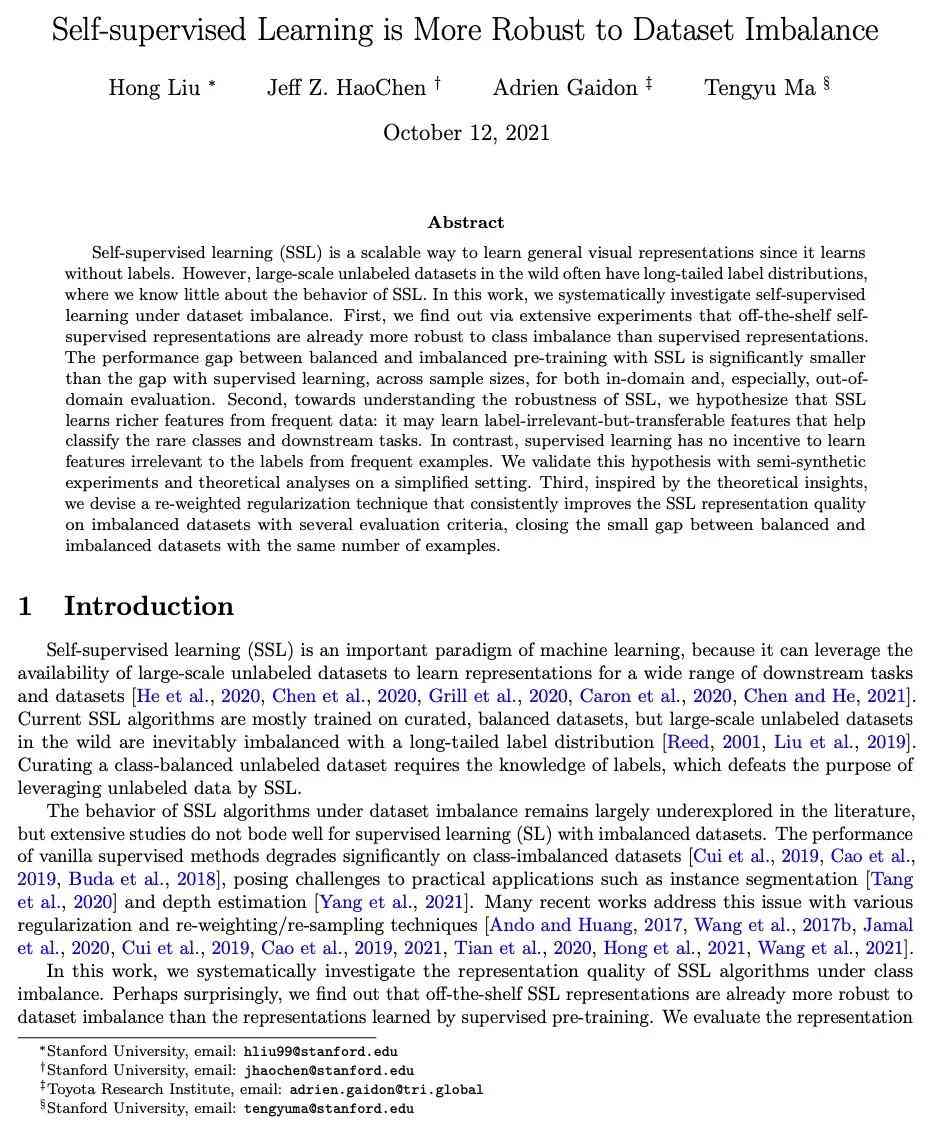 Self-supervised Learning is More Robust to Dataset Imbalance
Hong Liu * Jeff Z. HaoChen † Adrien Gaidon ‡ Tengyu Ma §
October 12, 2021
Abstract
Self-supervised learning (SSL) is a scalable way to learn general visual representations since it learns
without labels. However, large-scale unlabeled datasets in the wild often have long-tailed label distributions,
where we know little about the behavior of SSL. In this work, we systematically investigate self-supervised
learning under dataset imbalance. First, we find out via extensive experiments that off-the-shelf self-
supervised representations are already more robust to class imbalance than supervised representations.
The performance gap between balanced and imbalanced pre-training with SSL is significantly smaller
than the gap with supervised learning, across sample sizes, for both in-domain and, especially, out-of-
domain evaluation. Second, towards understanding the robustness of SSL, we hypothesize that SSL
learns richer features from frequent data: it may learn label-irrelevant-but-transferable features that help
classify the rare classes and downstream tasks. In contrast, supervised learning has no incentive to learn
features irrelevant to the labels from frequent examples. We validate this hypothesis with semi-synthetic
experiments and theoretical analyses on a simplified setting. Third, inspired by the theoretical insights,
we devise a re-weighted regularization technique that consistently improves the SSL representation quality
on imbalanced datasets with several evaluation criteria, closing the small gap between balanced and
imbalanced datasets with the same number of examples.
1 Introduction
Self-supervised learning (SSL) is an important paradigm of machine learning, because it can leverage the
availability of large-scale unlabeled datasets to learn representations for a wide range of downstream tasks
and datasets [He et al., 2020, Chen et al., 2020, Grill et al., 2020, Caron et al., 2020, Chen and He, 2021].
Current SSL algorithms are mostly trained on curated, balanced datasets, but large-scale unlabeled datasets
in the wild are inevitably imbalanced with a long-tailed label distribution [Reed, 2001, Liu et al., 2019].
Curating a class-balanced unlabeled dataset requires the knowledge of labels, which defeats the purpose of
leveraging unlabeled data by SSL.
The behavior of SSL algorithms under dataset imbalance remains largely underexplored in the literature,
but extensive studies do not bode well for supervised learning (SL) with imbalanced datasets. The performance
of vanilla supervised methods degrades significantly on class-imbalanced datasets [Cui et al., 2019, Cao et al.,
2019, Buda et al., 2018], posing challenges to practical applications such as instance segmentation [Tang
et al., 2020] and depth estimation [Yang et al., 2021]. Many recent works address this issue with various
regularization and re-weighting/re-sampling techniques [Ando and Huang, 2017, Wang et al., 2017b, Jamal
et al., 2020, Cui et al., 2019, Cao et al., 2019, 2021, Tian et al., 2020, Hong et al., 2021, Wang et al., 2021].
In this work, we systematically investigate the representation quality of SSL algorithms under class
imbalance. Perhaps surprisingly, we find out that off-the-shelf SSL representations are already more robust to
dataset imbalance than the representations learned by supervised pre-training. We evaluate the representation
*Stanford University, email: hliu99@stanford.edu
†Stanford University, email: jhaochen@stanford.edu
‡Toyota Research Institute, email: adrien.gaidon@tri.global
§Stanford University, email: tengyuma@stanford.edu